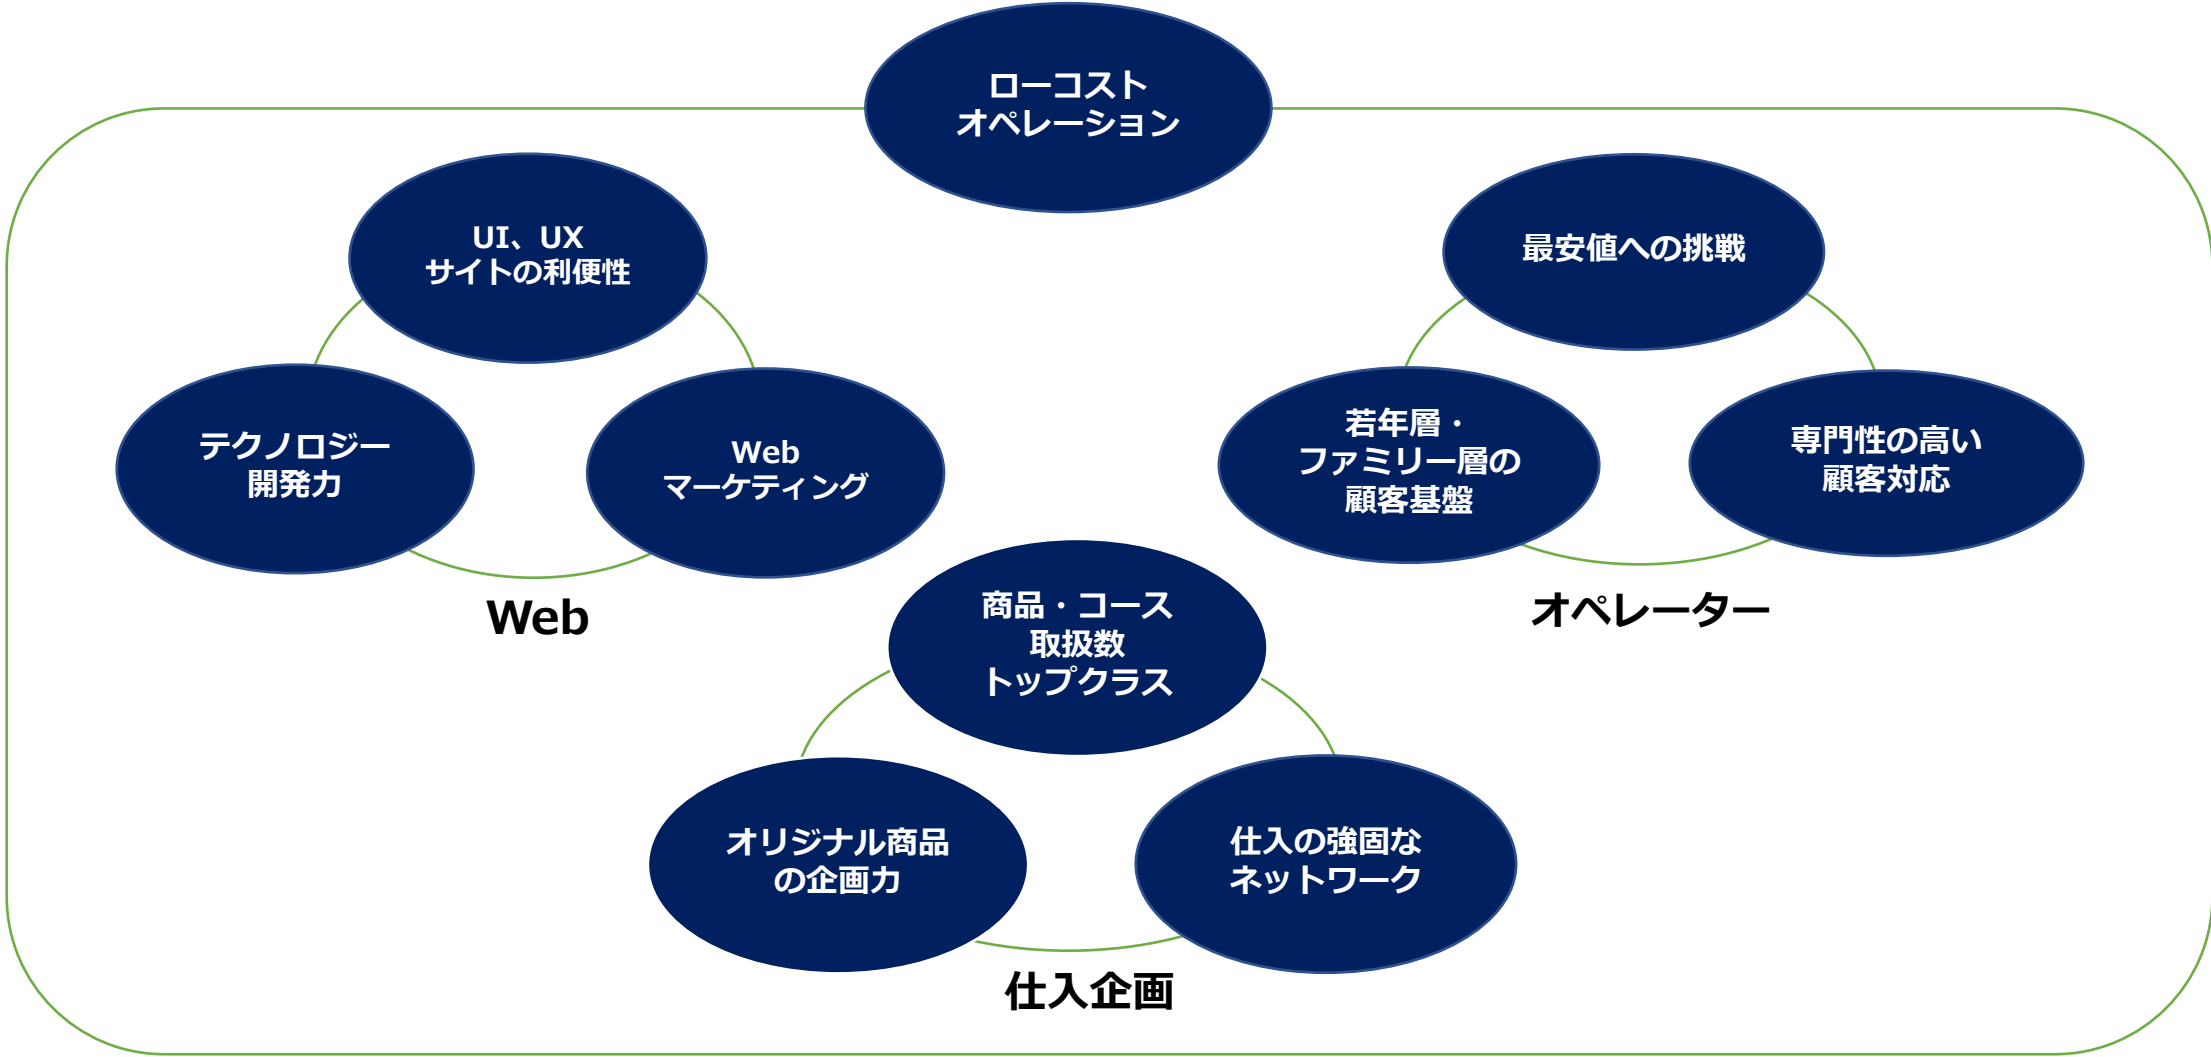 ローコスト
オペレーション
UI、UX
サイトの利便性
テクノロジー
開発力
Web
マーケティング
Web
最安値への挑戦
若年層・
ファミリー層の
顧客基盤
専門性の高い
顧客対応
オペレーター
商品・コース
取扱数
トップクラス
オリジナル商品
の企画力
仕入の強固な
ネットワーク
仕入企画